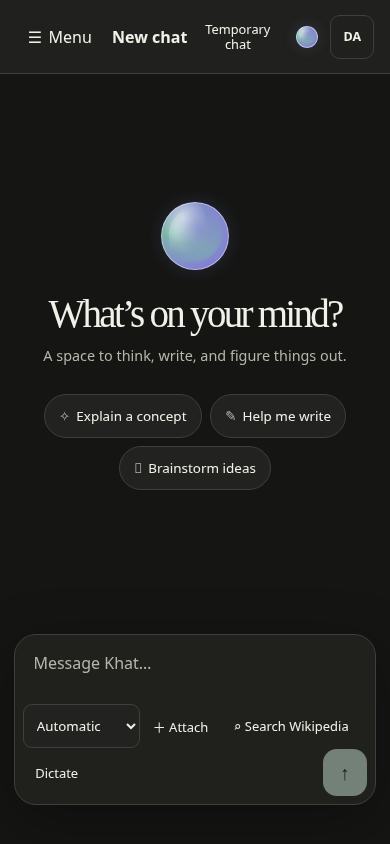 ☰ Menu New chat Temporary chat DA
What's on your mind?
A space to think, write, and figure things out.
✧ Explain a concept ✎ Help me write
Brainstorm ideas
Message Khat...
Automatic + Attach ⌕ Search Wikipedia
Dictate ↑